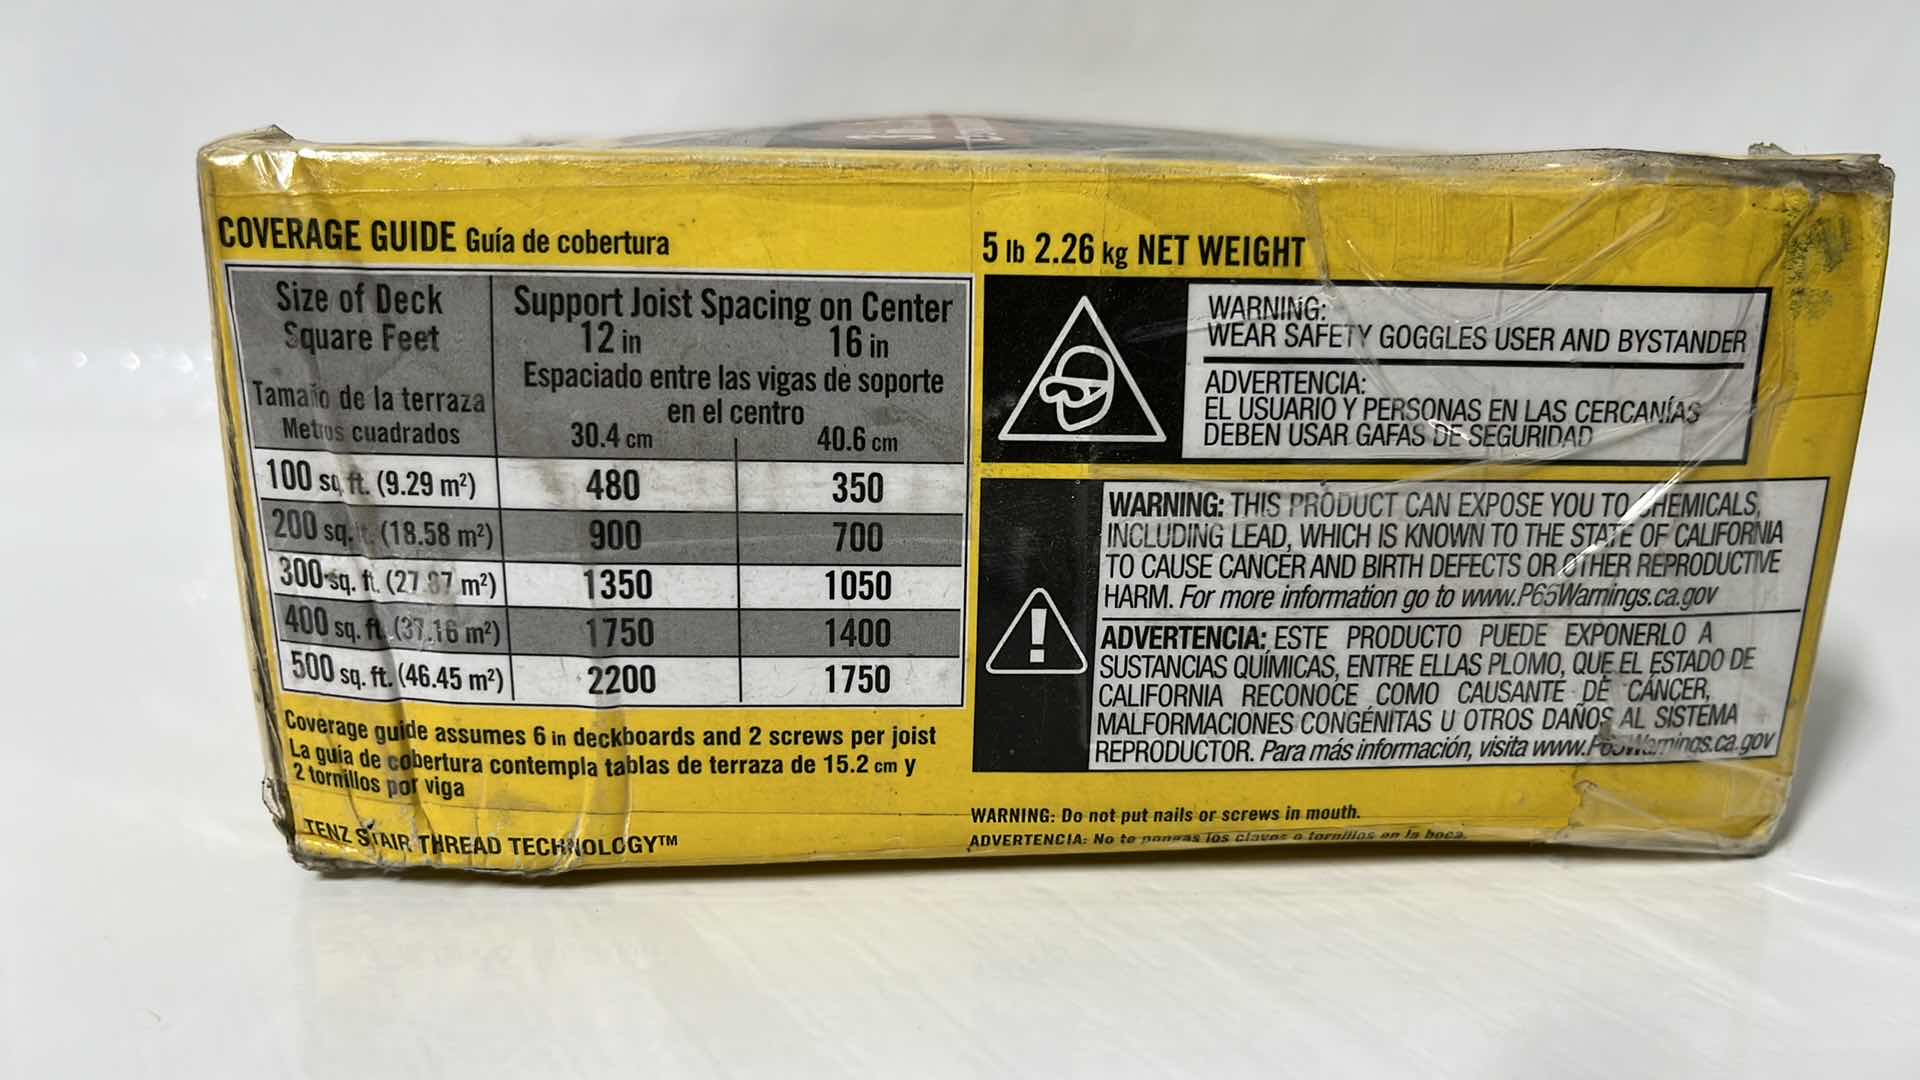 COVERAGE GUIDE Guía de cobertura
Size of Deck
Square Feet
Tamaño de la terraza
Metros cuadrados
Support Joist Spacing on Center
12 in 16 in
Espaciado entre las vigas de soporte
en el centro
30.4 cm 40.6 cm
100 sq. ft. (9.29 m²) 480 350
200 sq. ft. (18.58 m²) 900 700
300 sq. ft. (27.87 m²) 1350 1050
400 sq. ft. (37.16 m²) 1750 1400
500 sq. ft. (46.45 m²) 2200 1750
Coverage guide assumes 6 in deckboards and 2 screws per joist
La guía de cobertura contempla tablas de terraza de 15.2 cm y
2 tornillos por viga
TENZ STAIR THREAD TECHNOLOGY™
5 lb 2.26 kg NET WEIGHT
WARNING:
WEAR SAFETY GOGGLES USER AND BYSTANDER
ADVERTENCIA:
EL USUARIO Y PERSONAS EN LAS CERCANÍAS
DEBEN USAR GAFAS DE SEGURIDAD
WARNING: THIS PRODUCT CAN EXPOSE YOU TO CHEMICALS,
INCLUDING LEAD, WHICH IS KNOWN TO THE STATE OF CALIFORNIA
TO CAUSE CANCER AND BIRTH DEFECTS OR OTHER REPRODUCTIVE
HARM. For more information go to www.P65Warnings.ca.gov
ADVERTENCIA: ESTE PRODUCTO PUEDE EXPONERLO A
SUSTANCIAS QUÍMICAS, ENTRE ELLAS PLOMO, QUE EL ESTADO DE
CALIFORNIA RECONOCE COMO CAUSANTE DE CÁNCER,
MALFORMACIONES CONGÉNITAS U OTROS DAÑOS AL SISTEMA
REPRODUCTOR. Para más información, visita www.P65Warnings.ca.gov
WARNING: Do not put nails or screws in mouth.
ADVERTENCIA: No te pongas los clavos o tornillos en la boca.